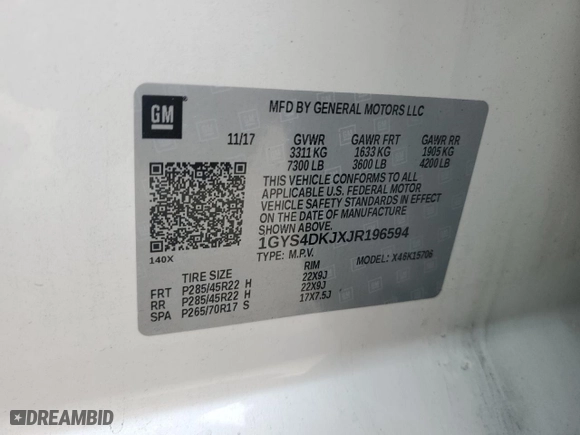 GM
MFD BY GENERAL MOTORS LLC
11/17 GVWR GAWR FRT GAWR RR
3311 KG 1633 KG 1905 KG
7300 LB 3600 LB 4200 LB
THIS VEHICLE CONFORMS TO ALL
APPLICABLE U.S. FEDERAL MOTOR
VEHICLE SAFETY STANDARDS IN EFFECT
ON THE DATE OF MANUFACTURE
SHOWN ABOVE.
1GYS4DKJXJR196594
TYPE: M.P.V. MODEL: X46K15706
140X
TIRE SIZE RIM
FRT P285/45R22 H 22X9J
RR P285/45R22 H 22X9J
SPA P265/70R17 S 17X7.5J
DREAMBID